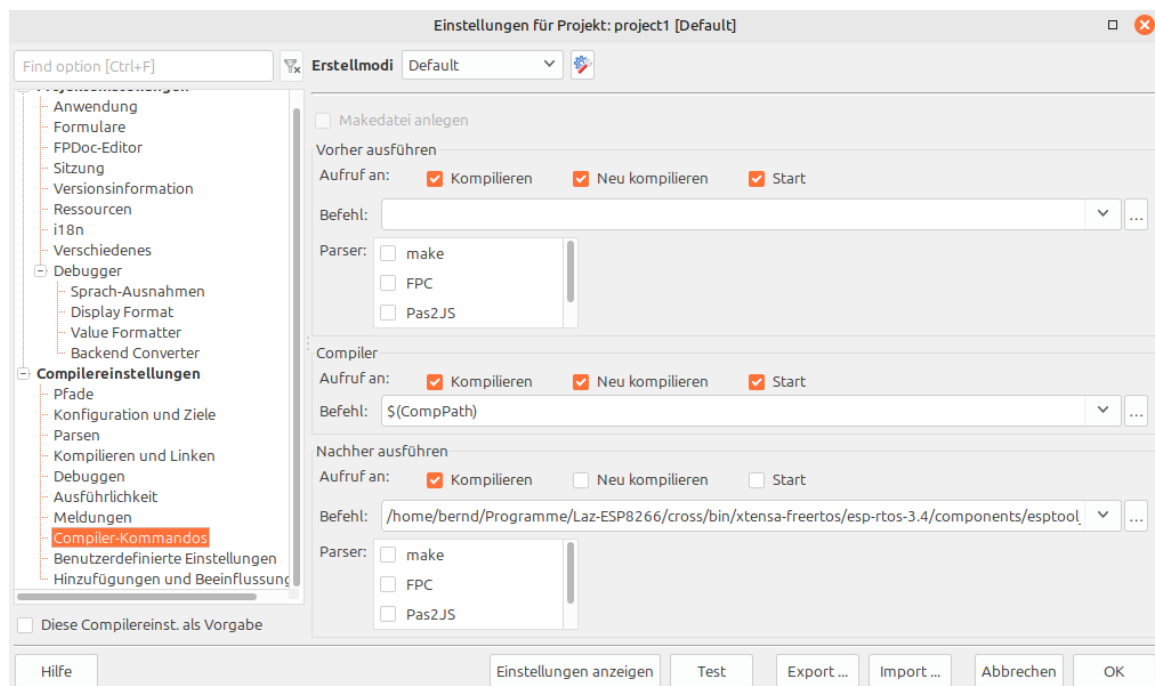 Einstellungen für Projekt: project1 [Default]
Find option [Ctrl+F]
Erstellmodi Default
Projekteinstellungen
Anwendung
Formulare
FPDoc-Editor
Sitzung
Versionsinformation
Ressourcen
i18n
Verschiedenes
Debugger
Sprach-Ausnahmen
Display Format
Value Formatter
Backend Converter
Compilereinstellungen
Pfade
Konfiguration und Ziele
Parsen
Kompilieren und Linken
Debuggen
Ausführlichkeit
Meldungen
Compiler-Kommandos
Benutzerdefinierte Einstellungen
Hinzufügungen und Beeinflussung
Diese Compilereinst. als Vorgabe
Makedatei anlegen
Vorher ausführen
Aufruf an: Kompilieren Neu kompilieren Start
Befehl: ...
Parser: make
FPC
Pas2JS
Compiler
Aufruf an: Kompilieren Neu kompilieren Start
Befehl: $(CompPath) ...
Nachher ausführen
Aufruf an: Kompilieren Neu kompilieren Start
Befehl: /home/bernd/Programme/Laz-ESP8266/cross/bin/xtensa-freertos/esp-rtos-3.4/components/esptool_ ...
Parser: make
FPC
Pas2JS
Hilfe Einstellungen anzeigen Test Export ... Import ... Abbrechen OK